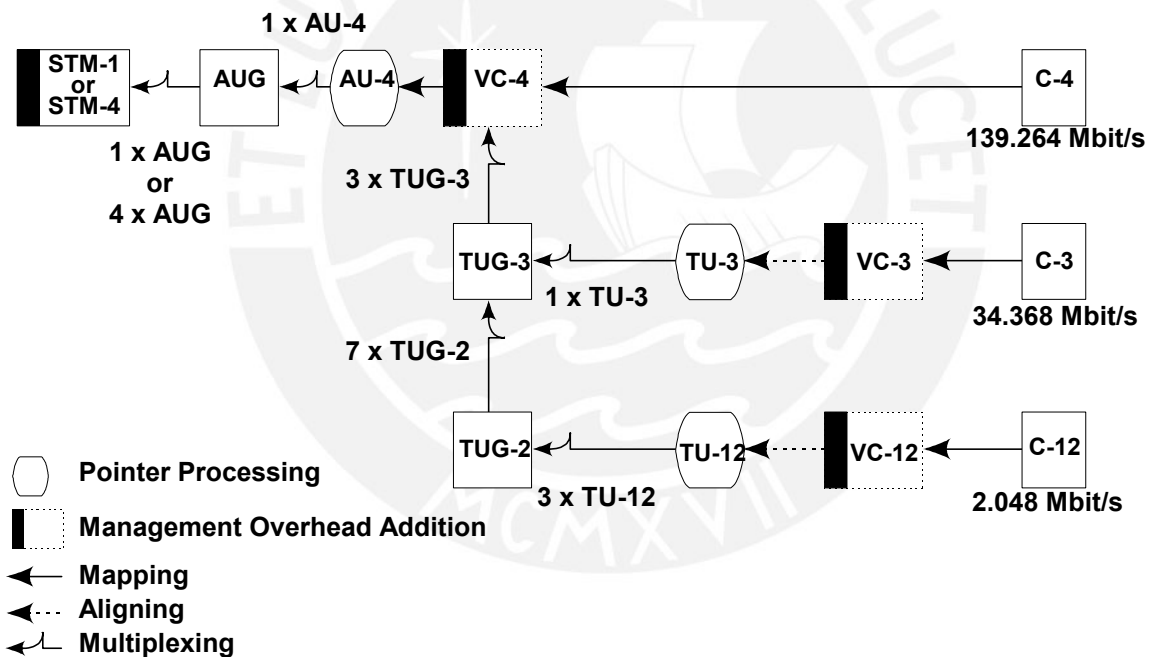 1 x AU-4
STM-1
or
STM-4
AUG
AU-4
VC-4
C-4
139.264 Mbit/s
1 x AUG
or
4 x AUG
3 x TUG-3
TUG-3
1 x TU-3
TU-3
VC-3
C-3
34.368 Mbit/s
7 x TUG-2
TUG-2
3 x TU-12
TU-12
VC-12
C-12
2.048 Mbit/s
Pointer Processing
Management Overhead Addition
Mapping
Aligning
Multiplexing
MCMXVII